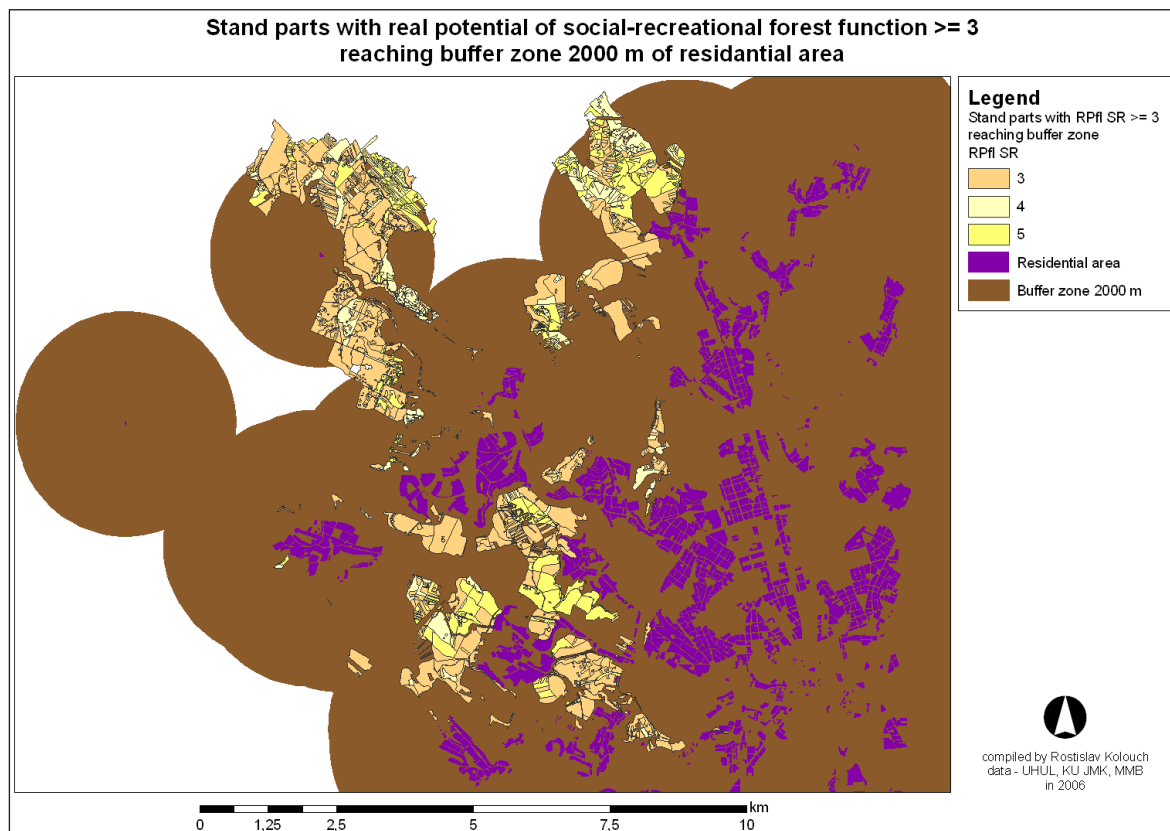 Stand parts with real potential of social-recreational forest function >= 3
reaching buffer zone 2000 m of residantial area
Legend
Stand parts with RPfl SR >= 3
reaching buffer zone
RPfl SR
3
4
5
Residential area
Buffer zone 2000 m
compiled by Rostislav Kolouch
data - UHUL, KU JMK, MMB
in 2006
km
0 1,25 2,5 5 7,5 10